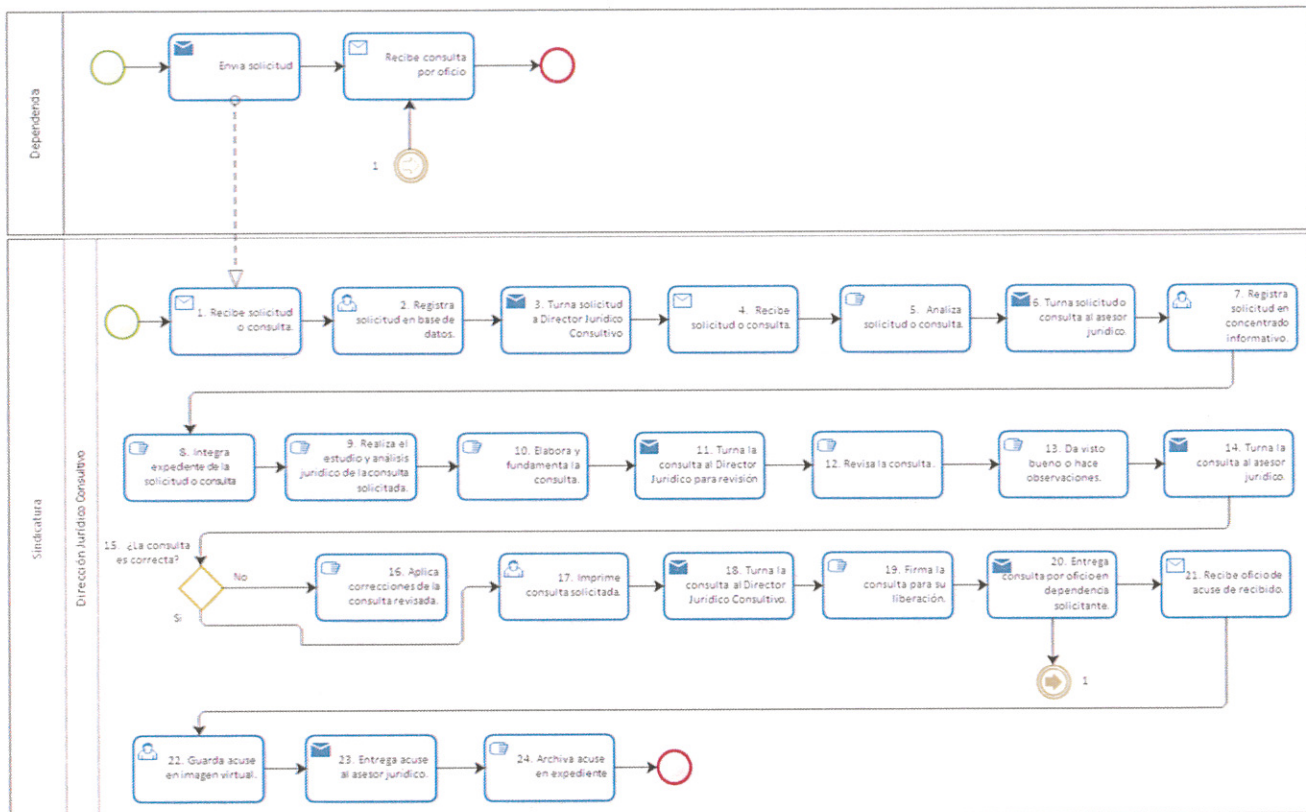 Dependencia
Envia solicitud
Recibe consulta
por oficio
1
Sindicatura
Dirección Jurídico Consultivo
1. Recibe solicitud
o consulta.
2. Registra
solicitud en base de
datos.
3. Turna solicitud
a Director Jurídico
Consultivo
4. Recibe
solicitud o consulta.
5. Analiza
solicitud o consulta.
6. Turna solicitud o
consulta al asesor
jurídico.
7. Registra
solicitud en
concentrado
informativo.
8. Integra
expediente de la
solicitud o consulta
9. Realiza el
estudio y análisis
jurídico de la consulta
solicitada.
10. Elabora y
fundamenta la
consulta.
11. Turna la
consulta al Director
Jurídico para revisión
12. Revisa la consulta.
13. Da visto
bueno o hace
observaciones.
14. Turna la
consulta al asesor
jurídico.
15. ¿La consulta
es correcta?
No
Si
16. Aplica
correcciones de la
consulta revisada.
17. Imprime
consulta solicitada.
18. Turna la
consulta al Director
Jurídico Consultivo.
19. Firma la
consulta para su
liberación.
20. Entrega
consulta por oficio en
dependencia
solicitante.
21. Recibe oficio de
acuse de recibido.
1
22. Guarda acuse
en imagen virtual.
23. Entrega acuse
al asesor jurídico.
24. Archiva acuse
en expediente